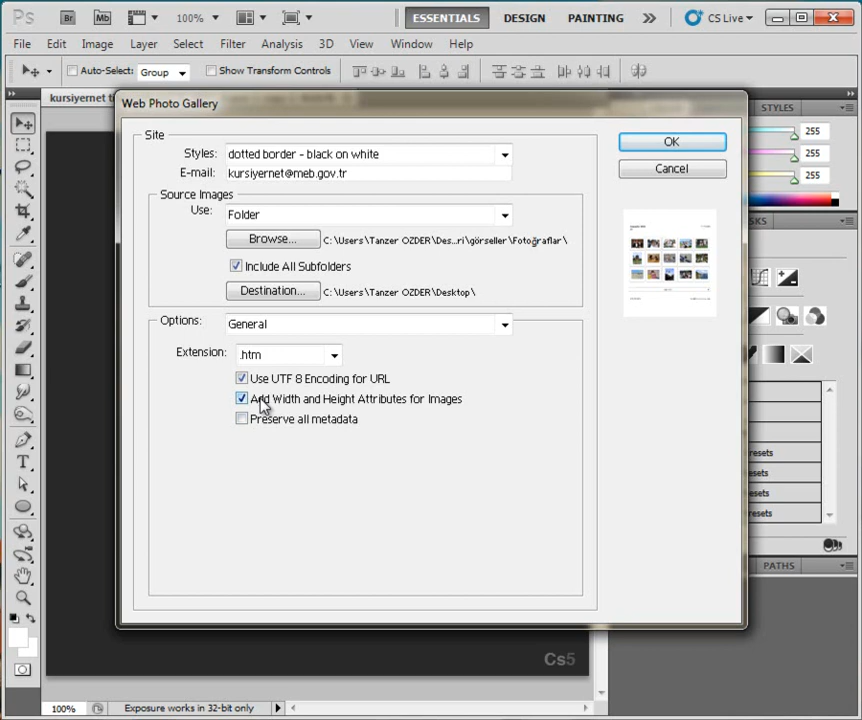 Ps Br Mb 100% ESSENTIALS DESIGN PAINTING CS Live
File Edit Image Layer Select Filter Analysis 3D View Window Help
Auto-Select: Group Show Transform Controls
kursiyernet
Web Photo Gallery
STYLES
Site
Styles: dotted border - black on white
E-mail: kursiyernet@meb.gov.tr
Source Images
Use: Folder
Browse... C:\Users\Tanzer OZDER\Des...ri\görseller\Fotoğraflar\
Include All Subfolders
Destination... C:\Users\Tanzer OZDER\Desktop\
Options: General
Extension: .htm
Use UTF 8 Encoding for URL
Add Width and Height Attributes for Images
Preserve all metadata
OK
Cancel
255
255
255
PATHS
Cs5
100% Exposure works in 32-bit only